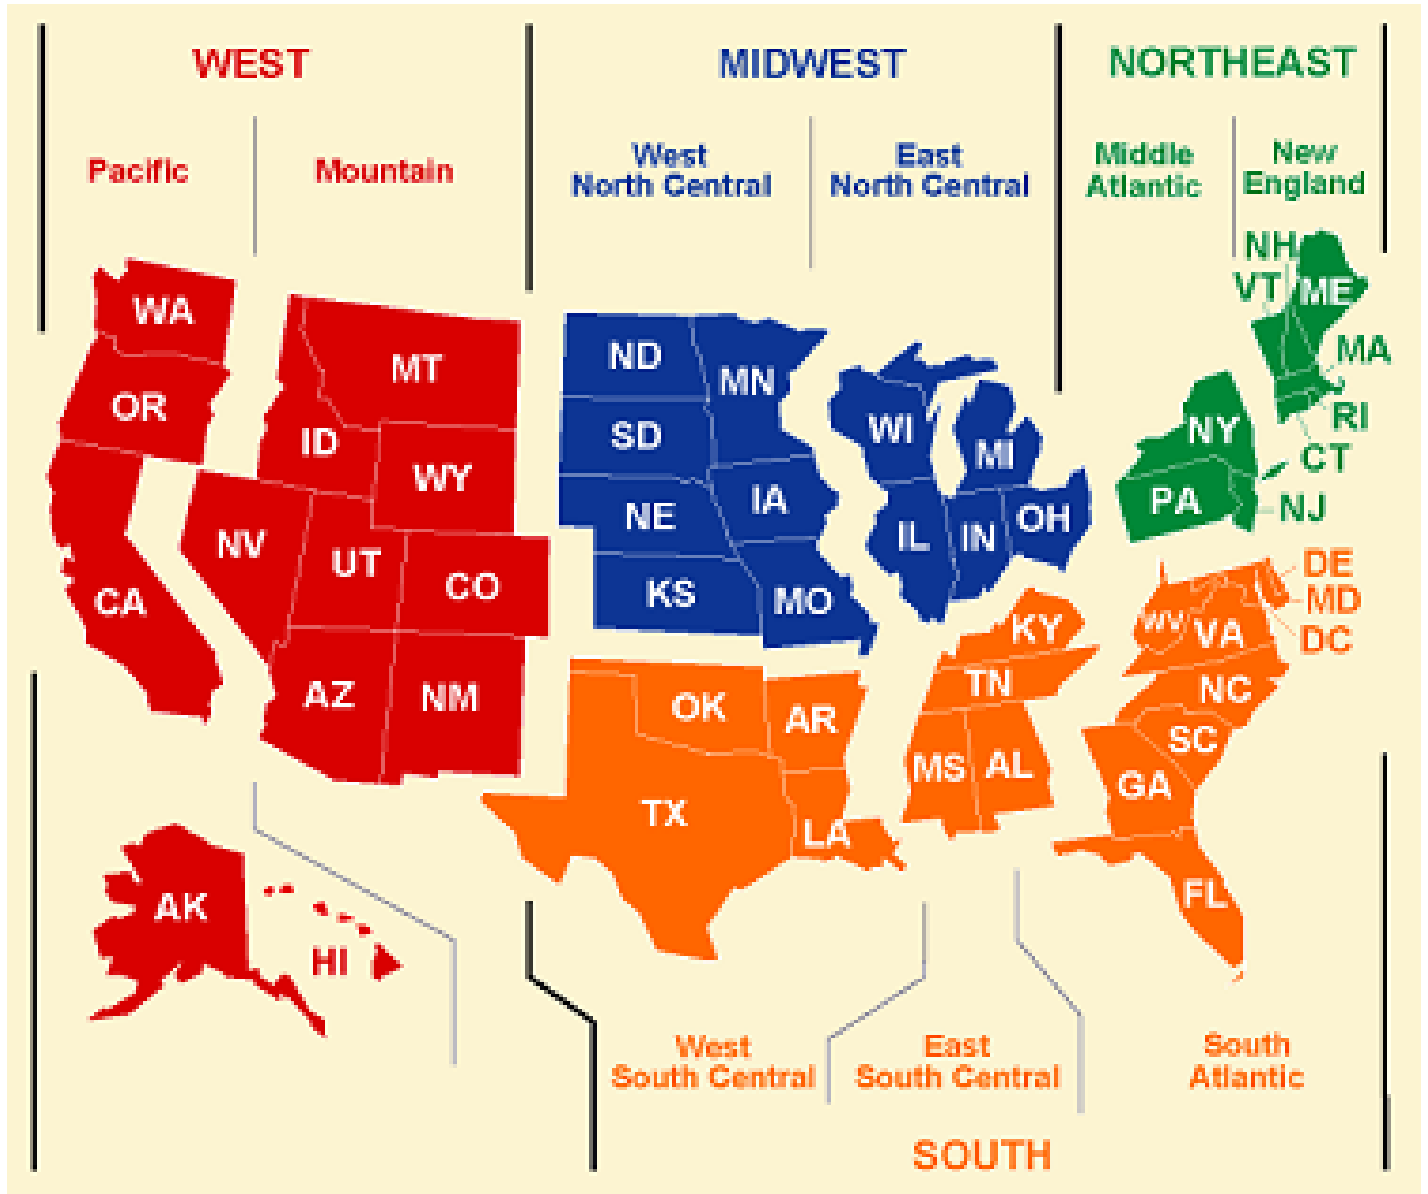 WEST
MIDWEST
NORTHEAST
Pacific
Mountain
West
North Central
East
North Central
Middle
Atlantic
New
England
WA
OR
CA
MT
ID
WY
NV
UT
CO
AZ
NM
AK
HI
ND
MN
SD
NE
IA
KS
MO
WI
MI
IL
IN
OH
NH
VT
ME
MA
RI
CT
NY
PA
NJ
DE
MD
DC
WV
VA
NC
SC
GA
FL
KY
TN
MS
AL
OK
AR
TX
LA
West
South Central
East
South Central
South
Atlantic
SOUTH